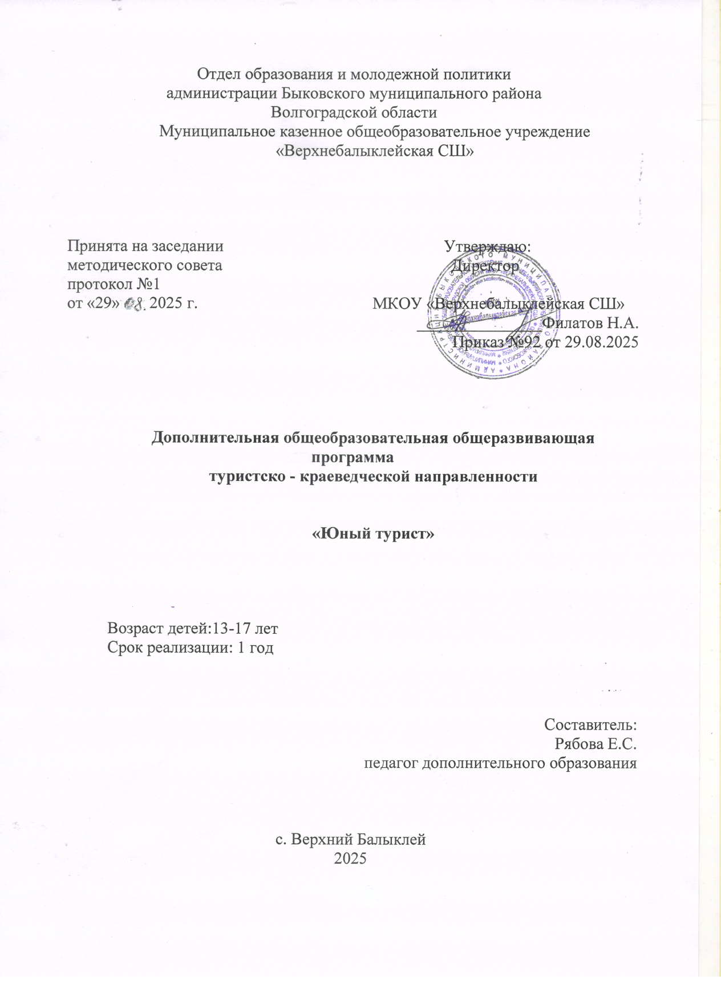 Отдел образования и молодежной политики
администрации Быковского муниципального района
Волгоградской области
Муниципальное казенное общеобразовательное учреждение
«Верхнебалыклейская СШ»
Принята на заседании
методического совета
протокол №1
от «29» 08. 2025 г.
Утверждаю:
Директор
МКОУ «Верхнебалыклейская СШ»
Филатов Н.А.
Приказ №92 от 29.08.2025
Дополнительная общеобразовательная общеразвивающая
программа
туристско - краеведческой направленности
«Юный турист»
Возраст детей:13-17 лет
Срок реализации: 1 год
Составитель:
Рябова Е.С.
педагог дополнительного образования
с. Верхний Балыклей
2025